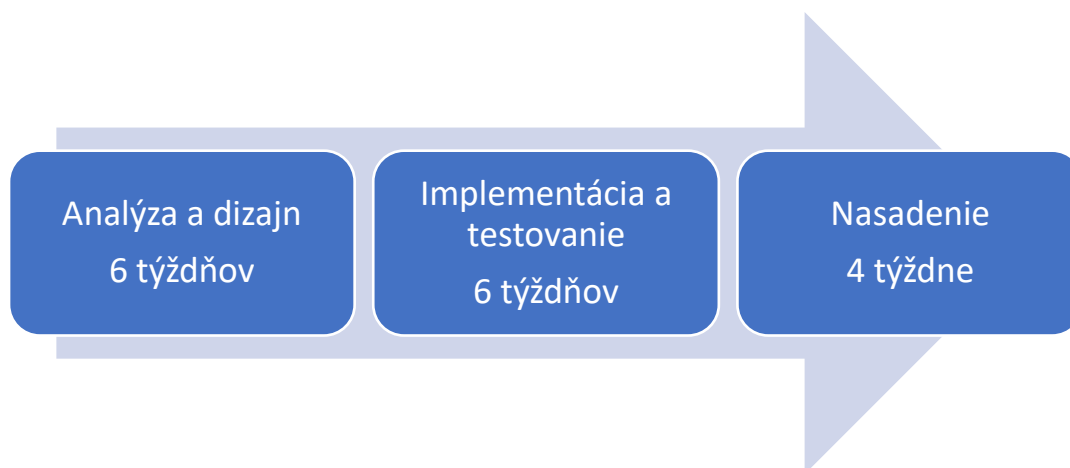 Analýza a dizajn
6 týždňov
Implementácia a
testovanie
6 týždňov
Nasadenie
4 týždne